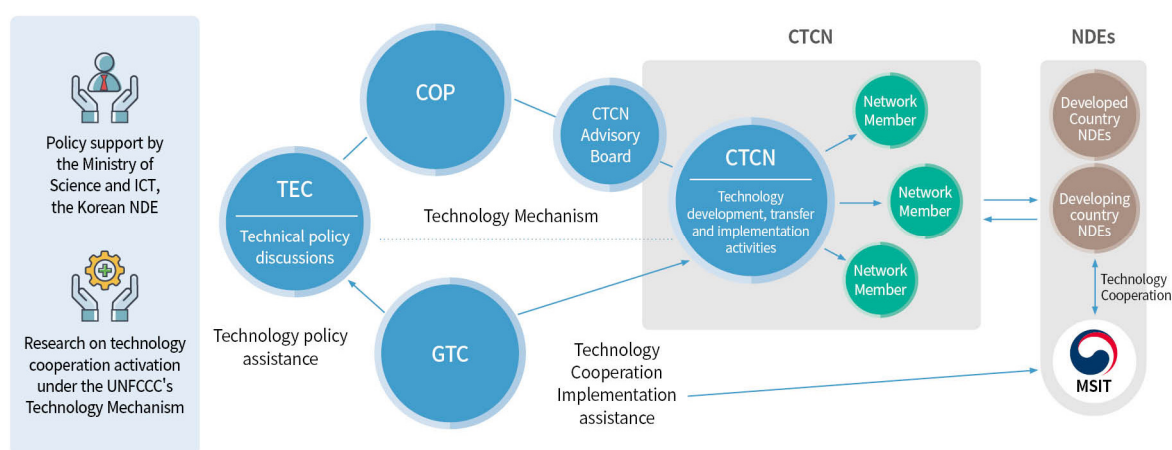 Policy support by
the Ministry of
Science and ICT,
the Korean NDE
Research on technology
cooperation activation
under the UNFCCC's
Technology Mechanism
COP
TEC
Technical policy
discussions
Technology Mechanism
Technology policy
assistance
GTC
Technology
Cooperation
Implementation
assistance
CTCN
Advisory
Board
CTCN
CTCN
Technology
development, transfer
and implementation
activities
Network
Member
Network
Member
Network
Member
NDEs
Developed
Country
NDEs
Developing
country
NDEs
Technology
Cooperation
MSIT